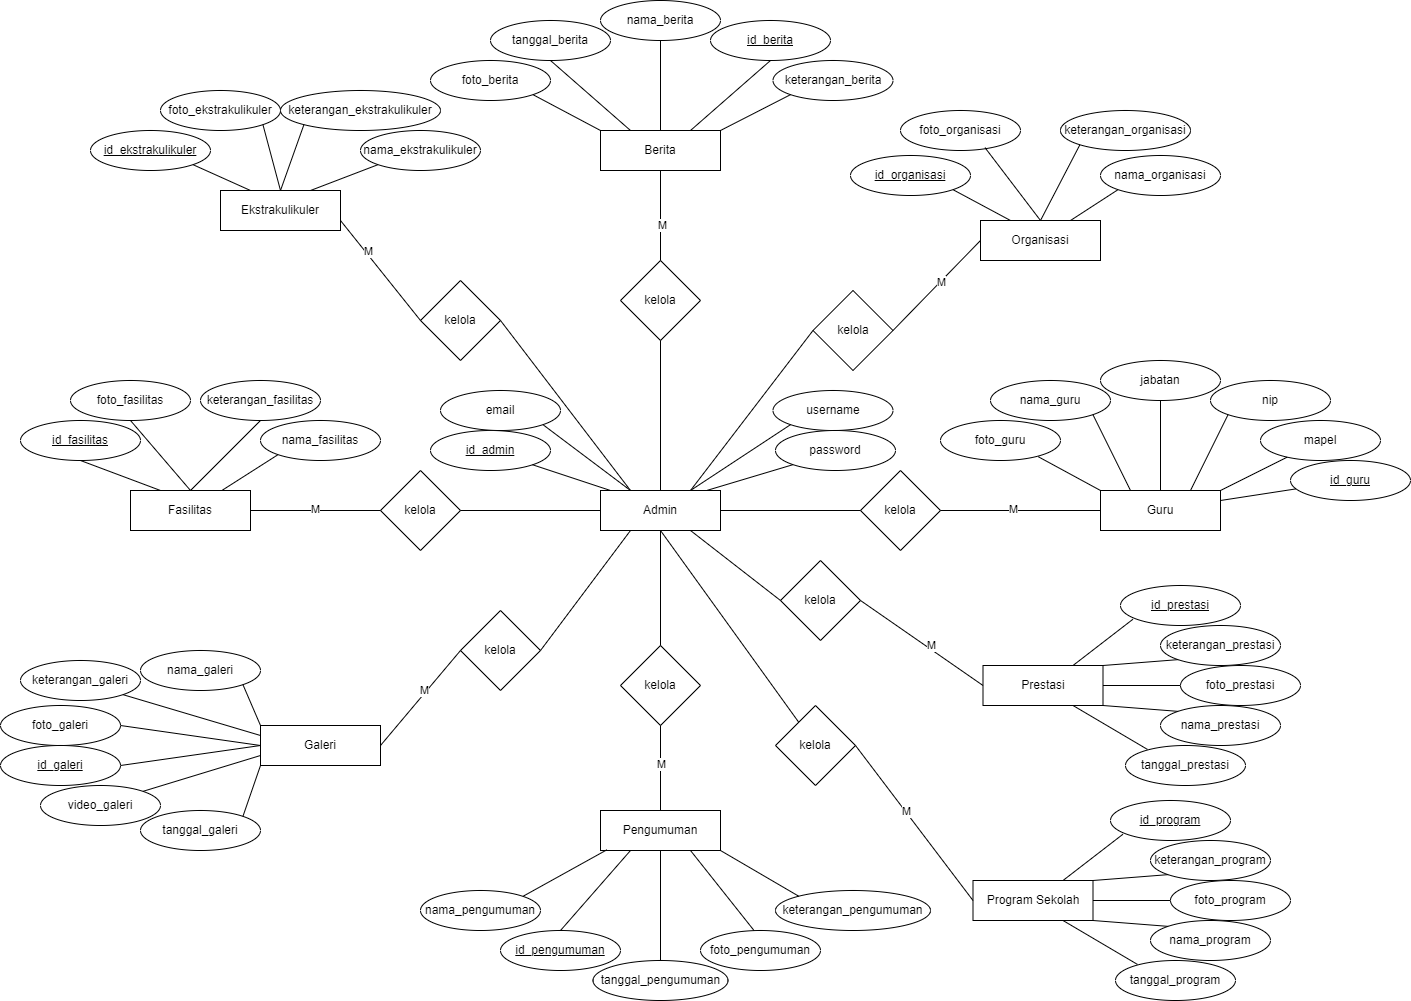 nama_berita
tanggal_berita
id_berita
foto_berita
keterangan_berita
Berita
foto_ekstrakulikuler
keterangan_ekstrakulikuler
id_ekstrakulikuler
nama_ekstrakulikuler
Ekstrakulikuler
foto_organisasi
keterangan_organisasi
id_organisasi
nama_organisasi
Organisasi
M
M
M
kelola
kelola
kelola
foto_fasilitas
keterangan_fasilitas
id_fasilitas
nama_fasilitas
email
id_admin
username
password
jabatan
nama_guru
nip
foto_guru
mapel
id_guru
Fasilitas
M
kelola
Admin
kelola
M
Guru
kelola
id_prestasi
keterangan_prestasi
foto_prestasi
nama_prestasi
tanggal_prestasi
M
Prestasi
kelola
kelola
M
nama_galeri
keterangan_galeri
foto_galeri
id_galeri
video_galeri
tanggal_galeri
Galeri
kelola
M
M
Pengumuman
nama_pengumuman
id_pengumuman
tanggal_pengumuman
foto_pengumuman
keterangan_pengumuman
id_program
keterangan_program
Program Sekolah
foto_program
nama_program
tanggal_program